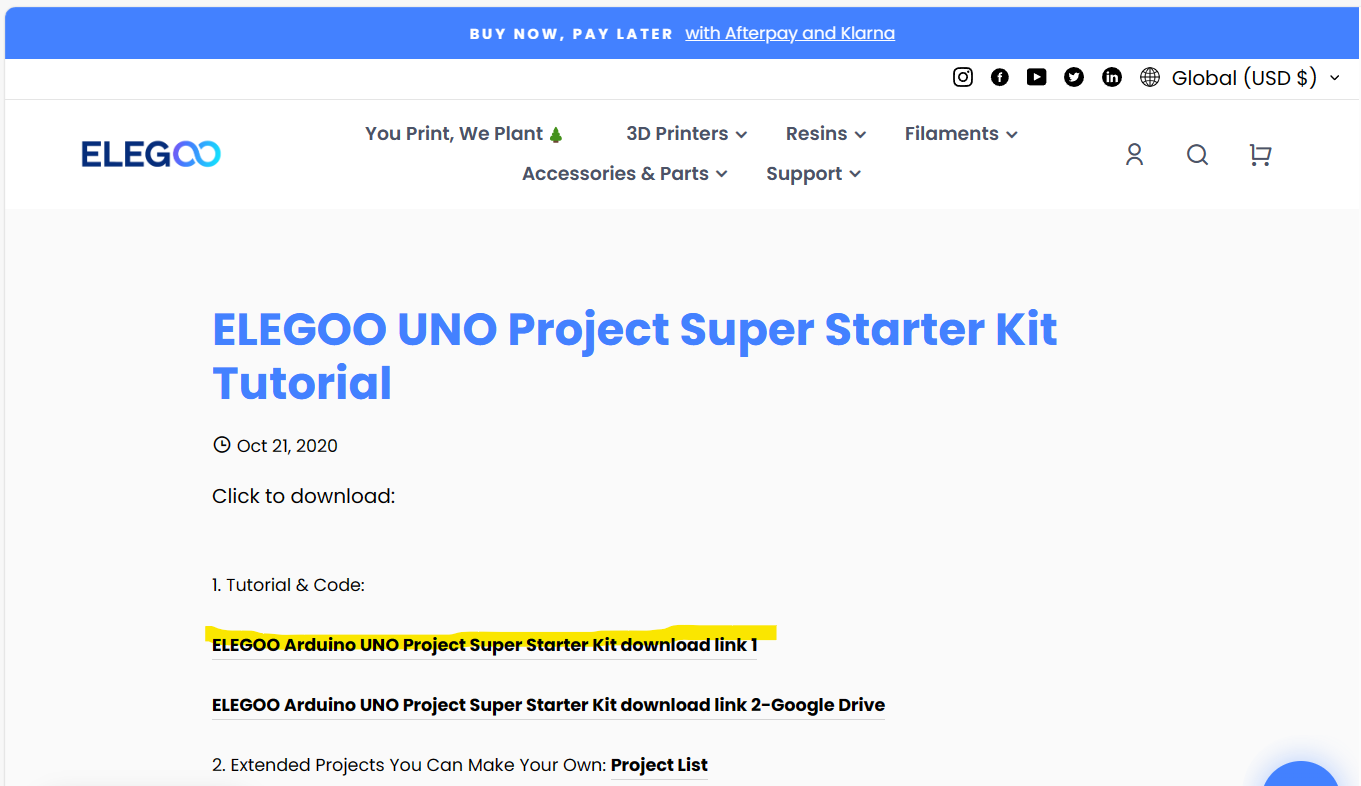 BUY NOW, PAY LATER with Afterpay and Klarna
Global (USD $)
ELEGOO
You Print, We Plant 3D Printers Resins Filaments
Accessories & Parts Support
ELEGOO UNO Project Super Starter Kit
Tutorial
Oct 21, 2020
Click to download:
1. Tutorial & Code:
ELEGOO Arduino UNO Project Super Starter Kit download link 1
ELEGOO Arduino UNO Project Super Starter Kit download link 2-Google Drive
2. Extended Projects You Can Make Your Own: Project List